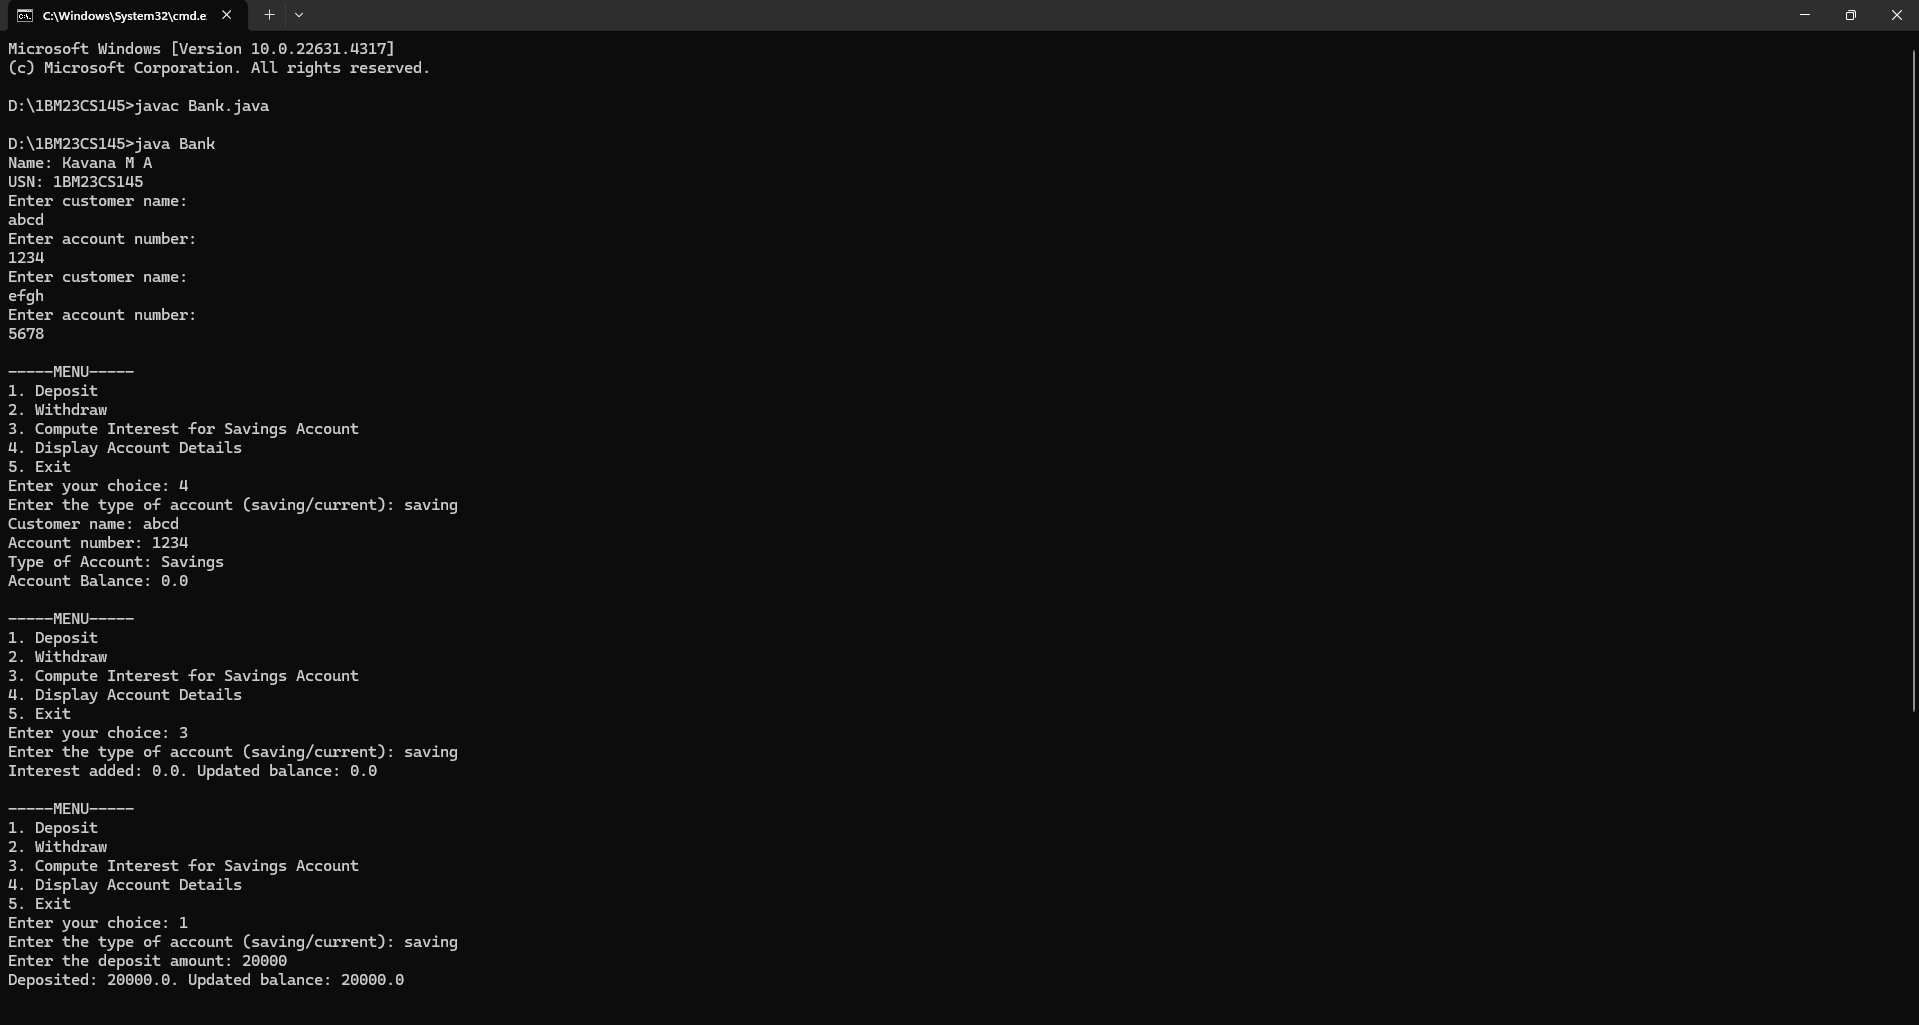 C:\Windows\System32\cmd.e
Microsoft Windows [Version 10.0.22631.4317]
(c) Microsoft Corporation. All rights reserved.
D:\1BM23CS145>javac Bank.java
D:\1BM23CS145>java Bank
Name: Kavana M A
USN: 1BM23CS145
Enter customer name:
abcd
Enter account number:
1234
Enter customer name:
efgh
Enter account number:
5678
-----MENU-----
1. Deposit
2. Withdraw
3. Compute Interest for Savings Account
4. Display Account Details
5. Exit
Enter your choice: 4
Enter the type of account (saving/current): saving
Customer name: abcd
Account number: 1234
Type of Account: Savings
Account Balance: 0.0
-----MENU-----
1. Deposit
2. Withdraw
3. Compute Interest for Savings Account
4. Display Account Details
5. Exit
Enter your choice: 3
Enter the type of account (saving/current): saving
Interest added: 0.0. Updated balance: 0.0
-----MENU-----
1. Deposit
2. Withdraw
3. Compute Interest for Savings Account
4. Display Account Details
5. Exit
Enter your choice: 1
Enter the type of account (saving/current): saving
Enter the deposit amount: 20000
Deposited: 20000.0. Updated balance: 20000.0